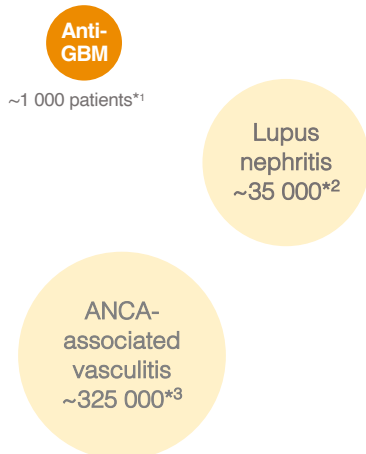 Anti-
GBM
~1 000 patients*¹
Lupus
nephritis
~35 000*²
ANCA-
associated
vasculitis
~325 000*³